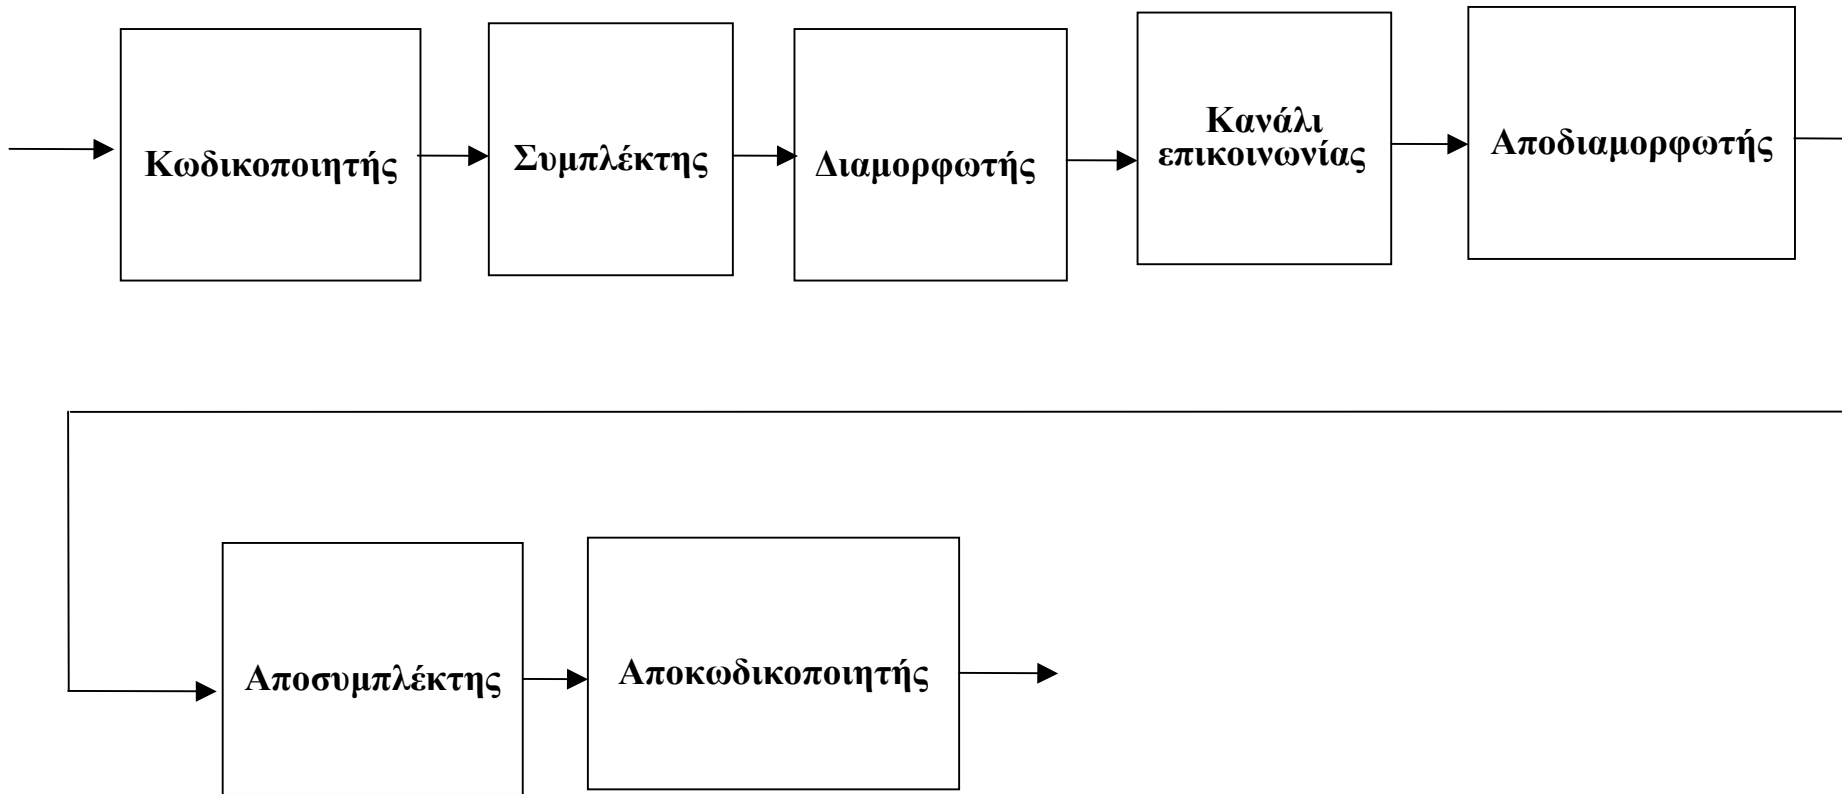 Κωδικοποιητής
Συμπλέκτης
Διαμορφωτής
Κανάλι
επικοινωνίας
Αποδιαμορφωτής
Αποσυμπλέκτης
Αποκωδικοποιητής